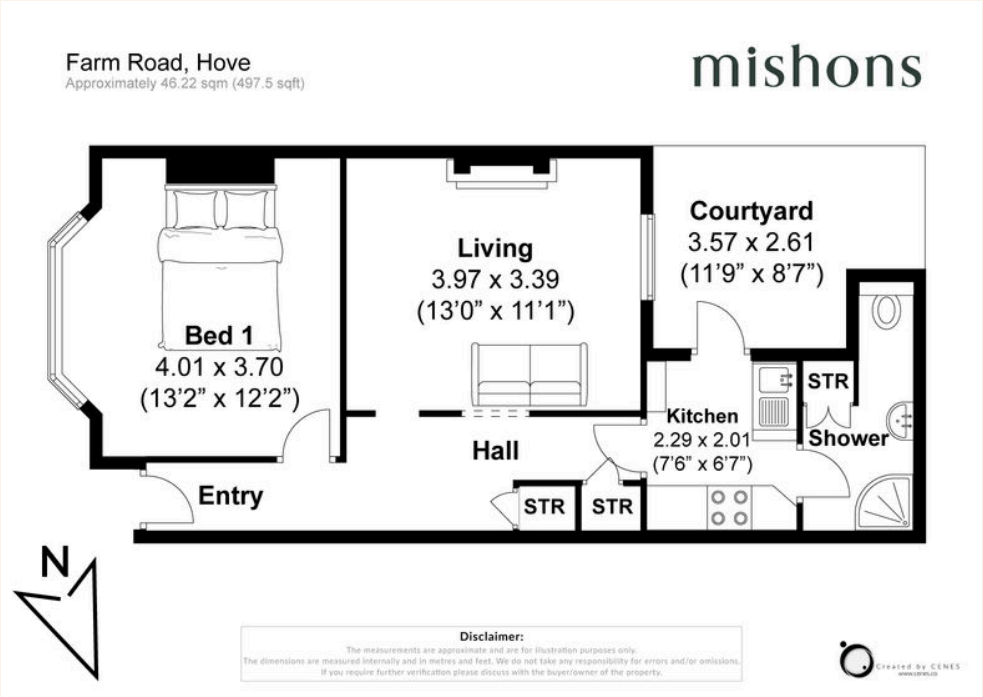 Farm Road, Hove
Approximately 46.22 sqm (497.5 sqft)
mishons
Courtyard
3.57 x 2.61
(11’9” x 8’7”)
Living
3.97 x 3.39
(13’0” x 11’1”)
Bed 1
4.01 x 3.70
(13’2” x 12’2”)
STR
Kitchen
2.29 x 2.01
(7’6” x 6’7”)
Shower
Hall
Entry
STR
STR
N
Disclaimer:
The measurements are approximate and are for illustration purposes only.
The dimensions are measured internally and in metres and feet. We do not take any responsibility for errors and/or omissions.
If you require further verification please discuss with the buyer/owner of the property.
Created by CENES
www.cenes.co